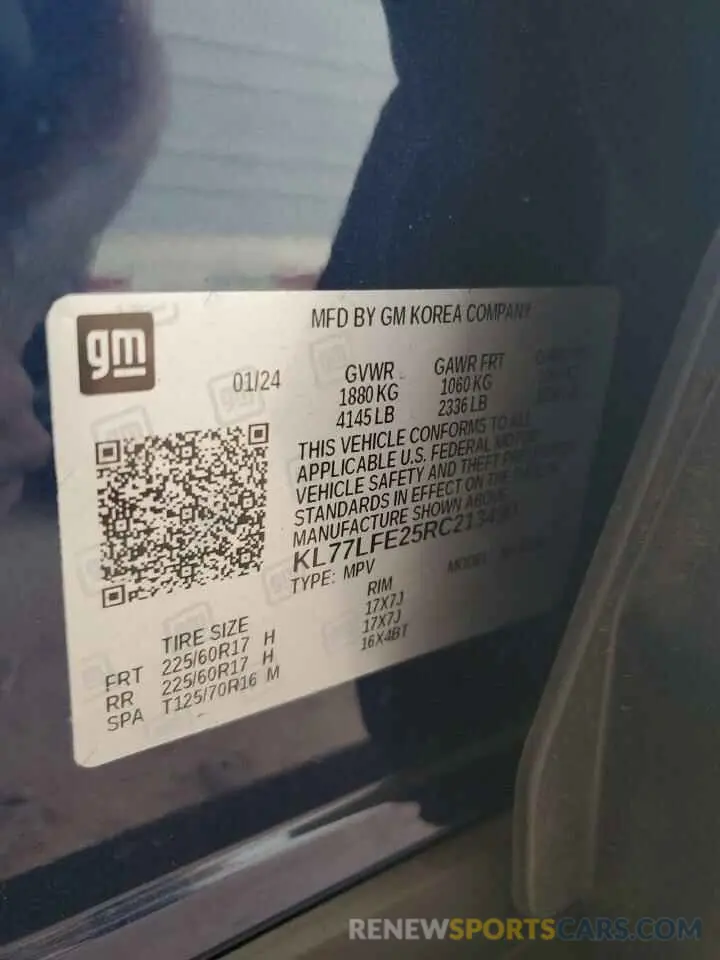 gm
MFD BY GM KOREA COMPANY
01/24
GVWR GAWR FRT
1880 KG 1060 KG
4145 LB 2336 LB
THIS VEHICLE CONFORMS TO ALL
APPLICABLE U.S. FEDERAL MOTOR
VEHICLE SAFETY AND THEFT
STANDARDS IN EFFECT ON THE
MANUFACTURE SHOWN ABOVE
TYPE: MPV MODEL:
TIRE SIZE RIM
FRT 225/60R17 H 17X7J
RR 225/60R17 H 17X7J
SPA T125/70R16 M 16X4BT
RENEWSPORTSCARS.COM